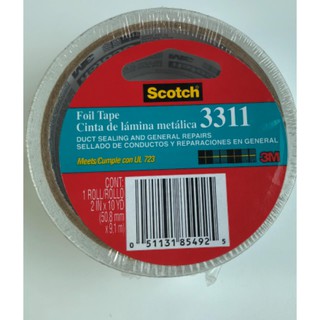 Scotch
Foil Tape
Cinta de lámina metálica 3311
DUCT SEALING AND GENERAL REPAIRS
SELLADO DE CONDUCTOS Y REPARACIONES EN GENERAL
Meets/Cumple con UL 723
3M
CONT.
1 ROLL/ROLLO
2 IN x 10 YD
(50,8 mm
x 9,1 m)
0 51131 85492 5